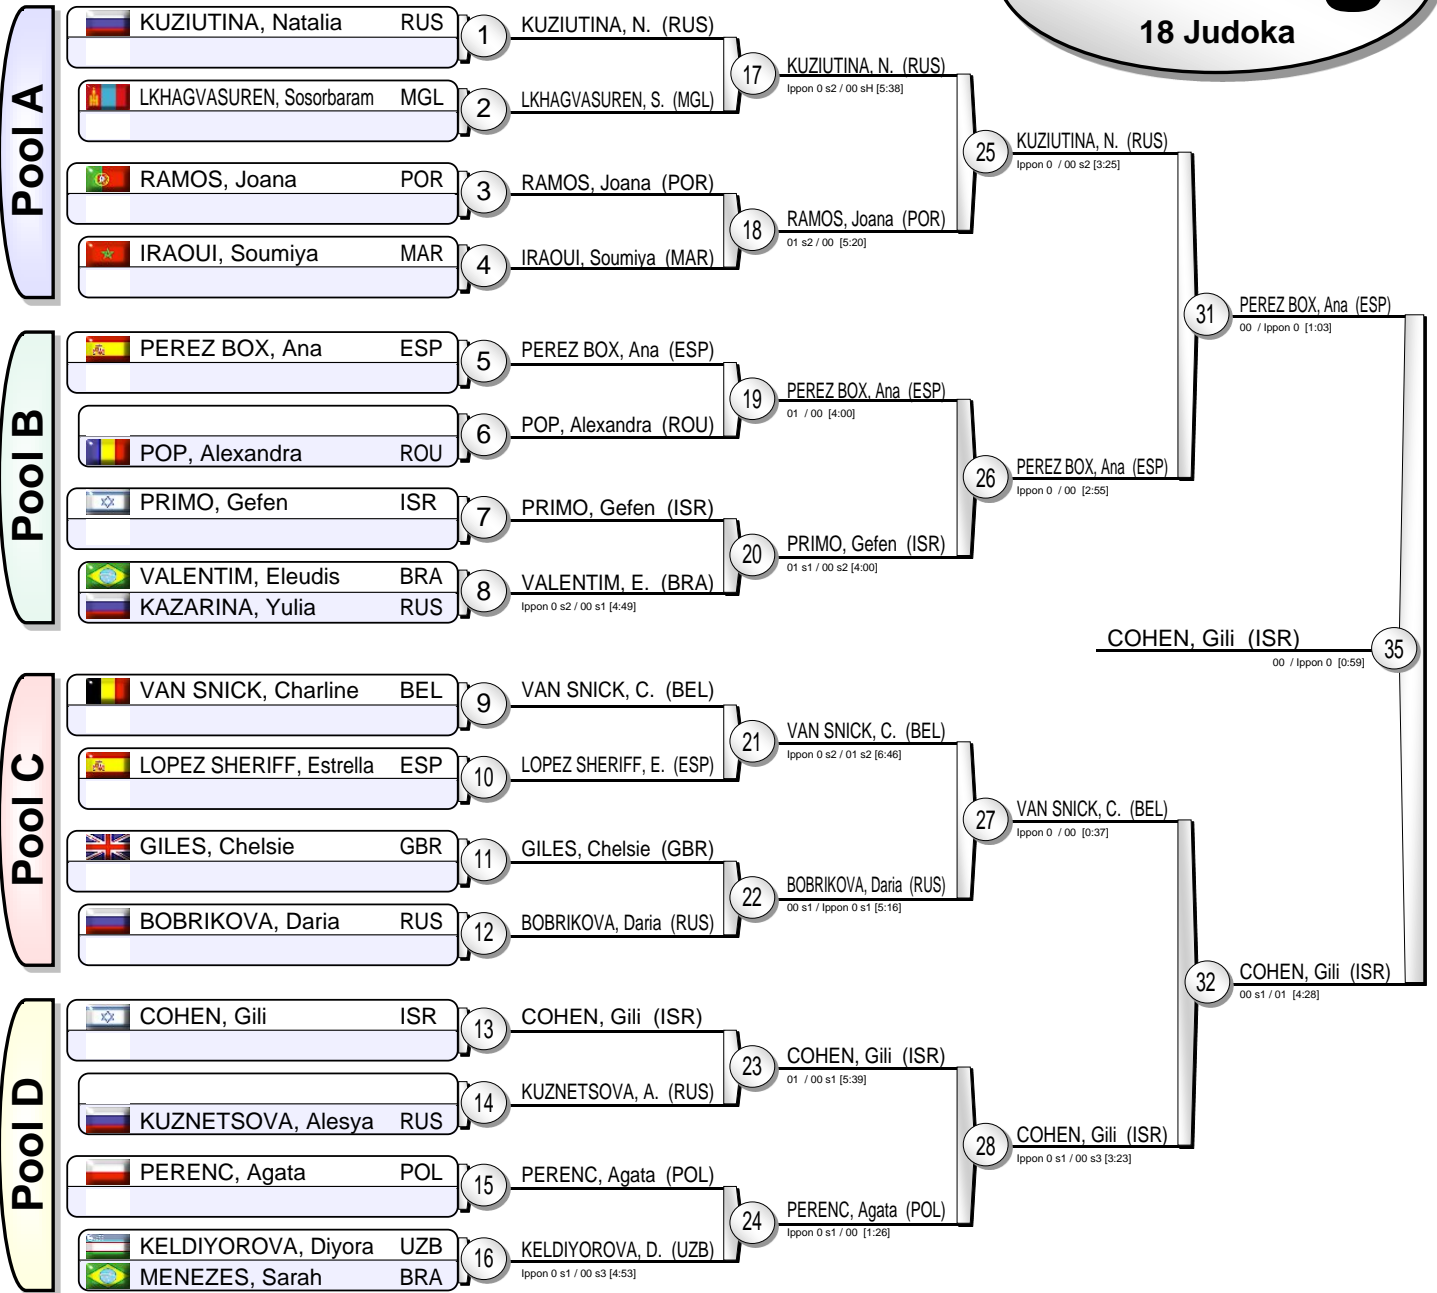 18 Judoka
Pool A
KUZIUTINA, Natalia RUS
1
KUZIUTINA, N. (RUS)
LKHAGVASUREN, Sosorbaram MGL
2
LKHAGVASUREN, S. (MGL)
17
KUZIUTINA, N. (RUS)
Ippon 0 s2 / 00 sH [5:38]
RAMOS, Joana POR
3
RAMOS, Joana (POR)
IRAOUI, Soumiya MAR
4
IRAOUI, Soumiya (MAR)
18
RAMOS, Joana (POR)
01 s2 / 00 [5:20]
25
KUZIUTINA, N. (RUS)
Ippon 0 / 00 s2 [3:25]
Pool B
PEREZ BOX, Ana ESP
5
PEREZ BOX, Ana (ESP)
POP, Alexandra ROU
6
POP, Alexandra (ROU)
19
PEREZ BOX, Ana (ESP)
01 / 00 [4:00]
PRIMO, Gefen ISR
7
PRIMO, Gefen (ISR)
VALENTIM, Eleudis BRA
KAZARINA, Yulia RUS
8
VALENTIM, E. (BRA)
Ippon 0 s2 / 00 s1 [4:49]
20
PRIMO, Gefen (ISR)
01 s1 / 00 s2 [4:00]
26
PEREZ BOX, Ana (ESP)
Ippon 0 / 00 [2:55]
31
PEREZ BOX, Ana (ESP)
00 / Ippon 0 [1:03]
Pool C
VAN SNICK, Charline BEL
9
VAN SNICK, C. (BEL)
LOPEZ SHERIFF, Estrella ESP
10
LOPEZ SHERIFF, E. (ESP)
21
VAN SNICK, C. (BEL)
Ippon 0 s2 / 01 s2 [6:46]
GILES, Chelsie GBR
11
GILES, Chelsie (GBR)
BOBRIKOVA, Daria RUS
12
BOBRIKOVA, Daria (RUS)
22
BOBRIKOVA, Daria (RUS)
00 s1 / Ippon 0 s1 [5:16]
27
VAN SNICK, C. (BEL)
Ippon 0 / 00 [0:37]
Pool D
COHEN, Gili ISR
13
COHEN, Gili (ISR)
KUZNETSOVA, Alesya RUS
14
KUZNETSOVA, A. (RUS)
23
COHEN, Gili (ISR)
01 / 00 s1 [5:39]
PERENC, Agata POL
15
PERENC, Agata (POL)
KELDIYOROVA, Diyora UZB
MENEZES, Sarah BRA
16
KELDIYOROVA, D. (UZB)
Ippon 0 s1 / 00 s3 [4:53]
24
PERENC, Agata (POL)
Ippon 0 s1 / 00 [1:26]
28
COHEN, Gili (ISR)
Ippon 0 s1 / 00 s3 [3:23]
32
COHEN, Gili (ISR)
00 s1 / 01 [4:28]
COHEN, Gili (ISR)
00 / Ippon 0 [0:59]
35